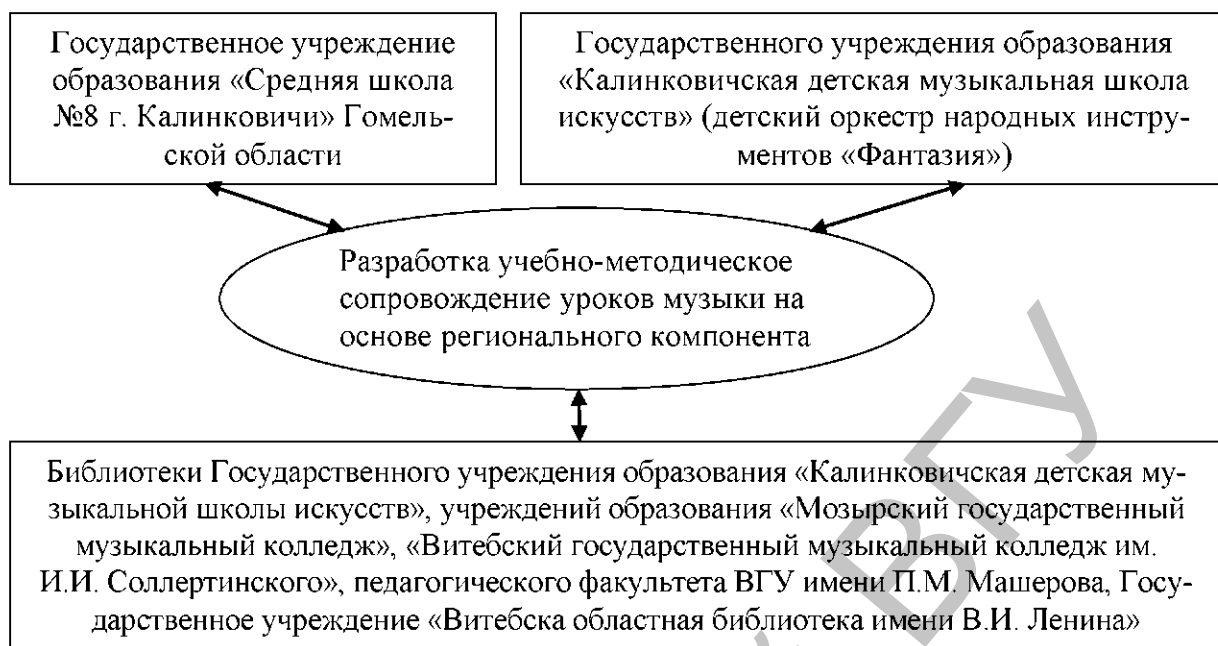 Государственное учреждение
образования «Средняя школа
№8 г. Калинковичи» Гомель-
ской области
Государственного учреждения образования
«Калинковичская детская музыкальная школа
искусств» (детский оркестр народных инстру-
ментов «Фантазия»)
Разработка учебно-методическое
сопровождение уроков музыки на
основе регионального компонента
Библиотеки Государственного учреждения образования «Калинковичская детская му-
зыкальной школы искусств», учреждений образования «Мозырский государственный
музыкальный колледж», «Витебский государственный музыкальный колледж им.
И.И. Соллертинского», педагогического факультета ВГУ имени П.М. Машерова, Госу-
дарственное учреждение «Витебска областная библиотека имени В.И. Ленина»
ВГУ